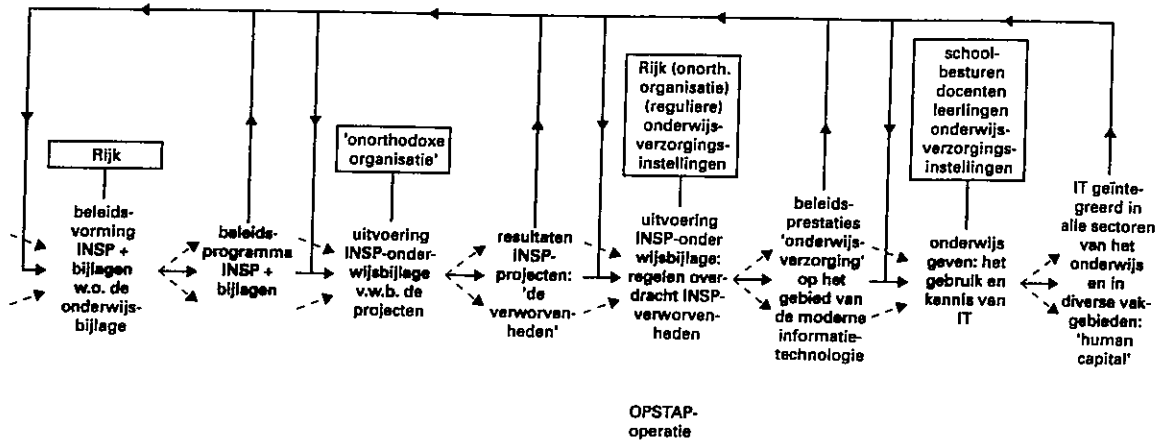 Rijk
beleids-
vorming
INSP +
bijlagen
w.o. de
onderwijs-
bijlage
beleids-
programma
INSP +
bijlagen
'onorthodoxe
organisatie'
uitvoering
INSP-onder-
wijsbijlage
v.w.b. de
projecten
resultaten
INSP-
projecten:
'de
verworven-
heden'
Rijk (onorth.
organisatie)
(reguliere)
onderwijs-
verzorgings-
instellingen
uitvoering
INSP-onder
wijsbijlage:
regelen over-
dracht INSP-
verworven-
heden
beleids-
prestaties
'onderwijs-
verzorging'
op het
gebied van
de moderne
informatie-
technologie
school-
besturen
docenten
leerlingen
onderwijs-
verzorgings-
instellingen
onderwijs
geven: het
gebruik en
kennis van
IT
IT geïnte-
greerd in
alle sectoren
van het
onderwijs
en in
diverse vak-
gebieden:
'human
capital'
OPSTAP-
operatie